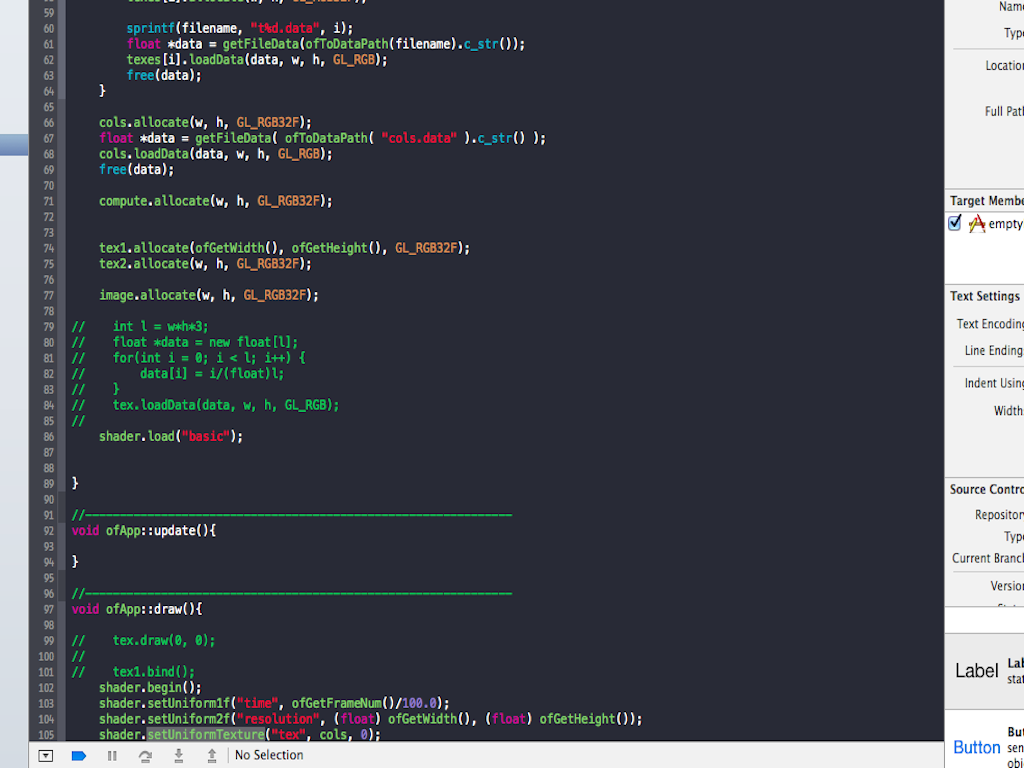 59
60 sprintf(filename, "t%d.data", i);
61 float *data = getFileData(ofToDataPath(filename).c_str());
62 texes[i].loadData(data, w, h, GL_RGB);
63 free(data);
64 }
65
66 cols.allocate(w, h, GL_RGB32F);
67 float *data = getFileData( ofToDataPath( "cols.data" ).c_str() );
68 cols.loadData(data, w, h, GL_RGB);
69 free(data);
70
71 compute.allocate(w, h, GL_RGB32F);
72
73
74 tex1.allocate(ofGetWidth(), ofGetHeight(), GL_RGB32F);
75 tex2.allocate(w, h, GL_RGB32F);
76
77 image.allocate(w, h, GL_RGB32F);
78
79 // int l = w*h*3;
80 // float *data = new float[l];
81 // for(int i = 0; i < l; i++) {
82 // data[i] = i/(float)l;
83 // }
84 // tex.loadData(data, w, h, GL_RGB);
85 //
86 shader.load("basic");
87
88
89 }
90
91 //--------------------------------------------------------------
92 void ofApp::update(){
93
94 }
95
96 //--------------------------------------------------------------
97 void ofApp::draw(){
98
99 // tex.draw(0, 0);
100 //
101 // tex1.bind();
102 shader.begin();
103 shader.setUniform1f("time", ofGetFrameNum()/100.0);
104 shader.setUniform2f("resolution", (float) ofGetWidth(), (float) ofGetHeight());
105 shader.setUniformTexture("tex", cols, 0);
No Selection
Name
Type
Location
Full Pat
Target Membe
empty
Text Settings
Text Encoding
Line Ending
Indent Using
Width
Source Contro
Repository
Type
Current Branch
Version
Label Lab
stat
Button But
sen
obj